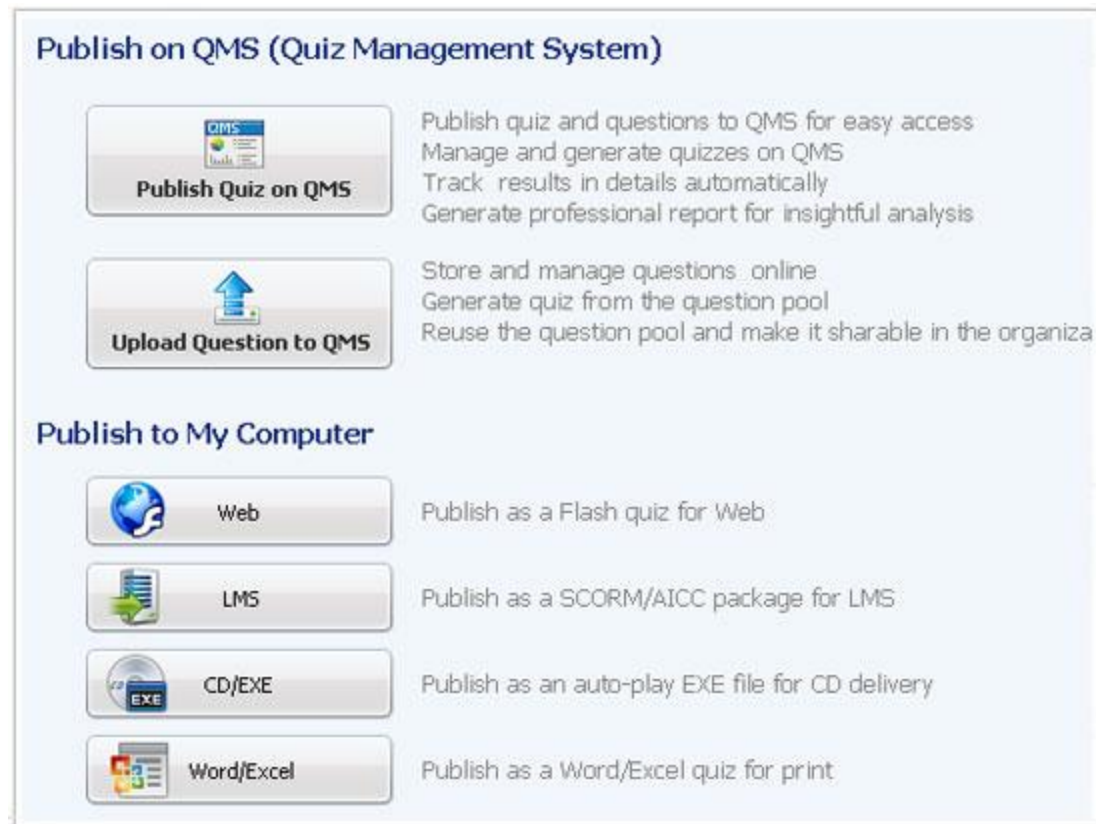 Publish on QMS (Quiz Management System)
QMS
Publish Quiz on QMS
Publish quiz and questions to QMS for easy access
Manage and generate quizzes on QMS
Track results in details automatically
Generate professional report for insightful analysis
Upload Question to QMS
Store and manage questions online
Generate quiz from the question pool
Reuse the question pool and make it sharable in the organiza
Publish to My Computer
Web
Publish as a Flash quiz for Web
LMS
Publish as a SCORM/AICC package for LMS
CD
EXE
CD/EXE
Publish as an auto-play EXE file for CD delivery
Word/Excel
Publish as a Word/Excel quiz for print